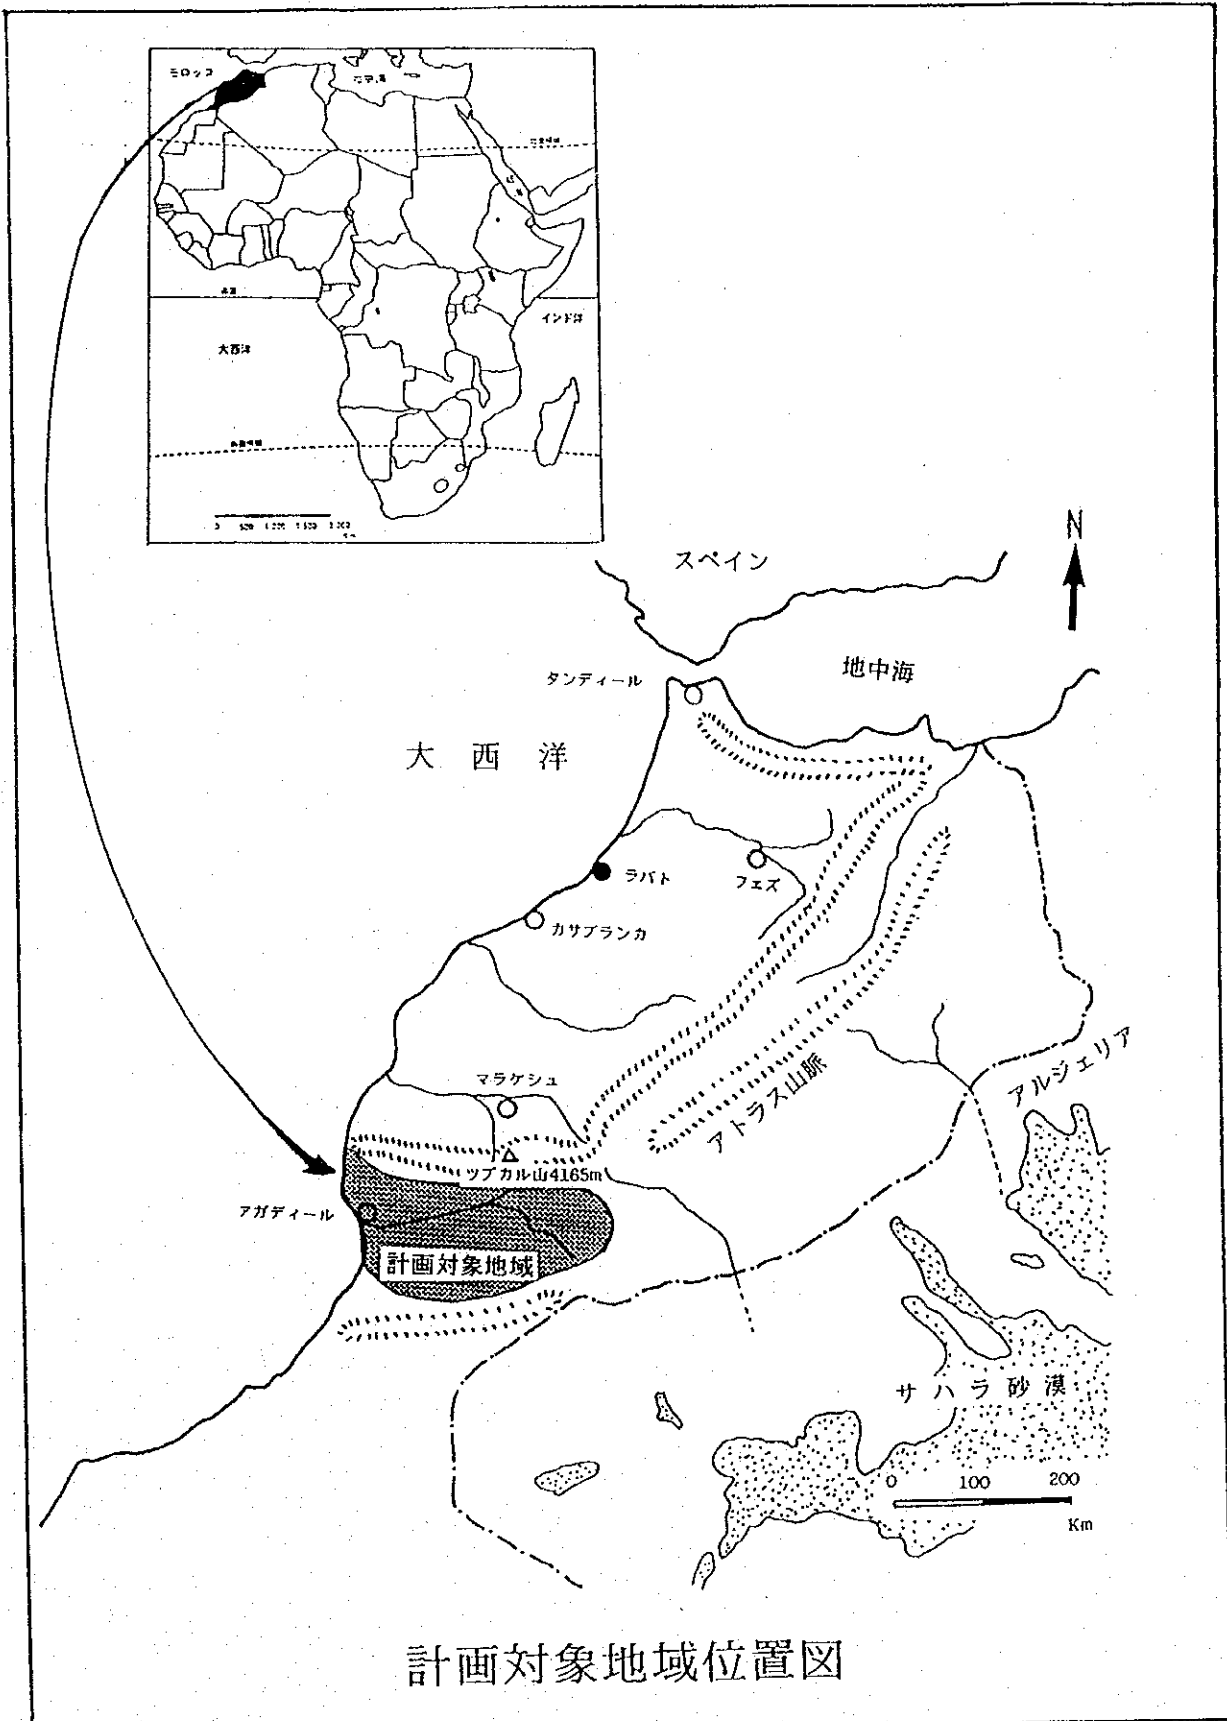 モロッコ
地中海
赤道
インド洋
大西洋
スペイン
N
地中海
タンディール
大西洋
ラバト
フェズ
カサブランカ
マラケシュ
アトラス山脈
アルジェリア
ツブカル山4165m
アガディール
計画対象地域
サハラ砂漠
0 100 200
Km
計画対象地域位置図